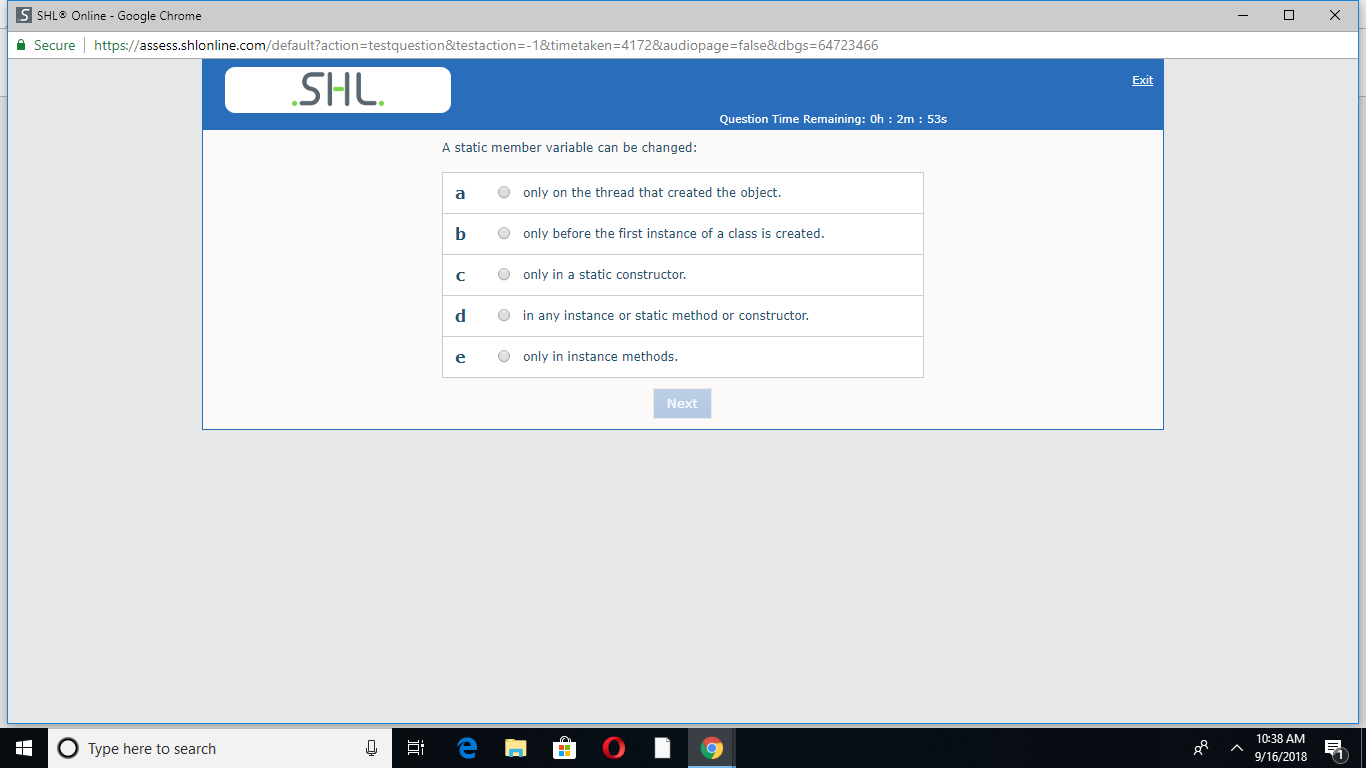 SHL® Online - Google Chrome
Secure https://assess.shlonline.com/default?action=testquestion&testaction=-1&timetaken=4172&audiopage=false&dbgs=64723466
.SHL.
Exit
Question Time Remaining: 0h : 2m : 53s
A static member variable can be changed:
a only on the thread that created the object.
b only before the first instance of a class is created.
c only in a static constructor.
d in any instance or static method or constructor.
e only in instance methods.
Next
Type here to search
10:38 AM
9/16/2018
1